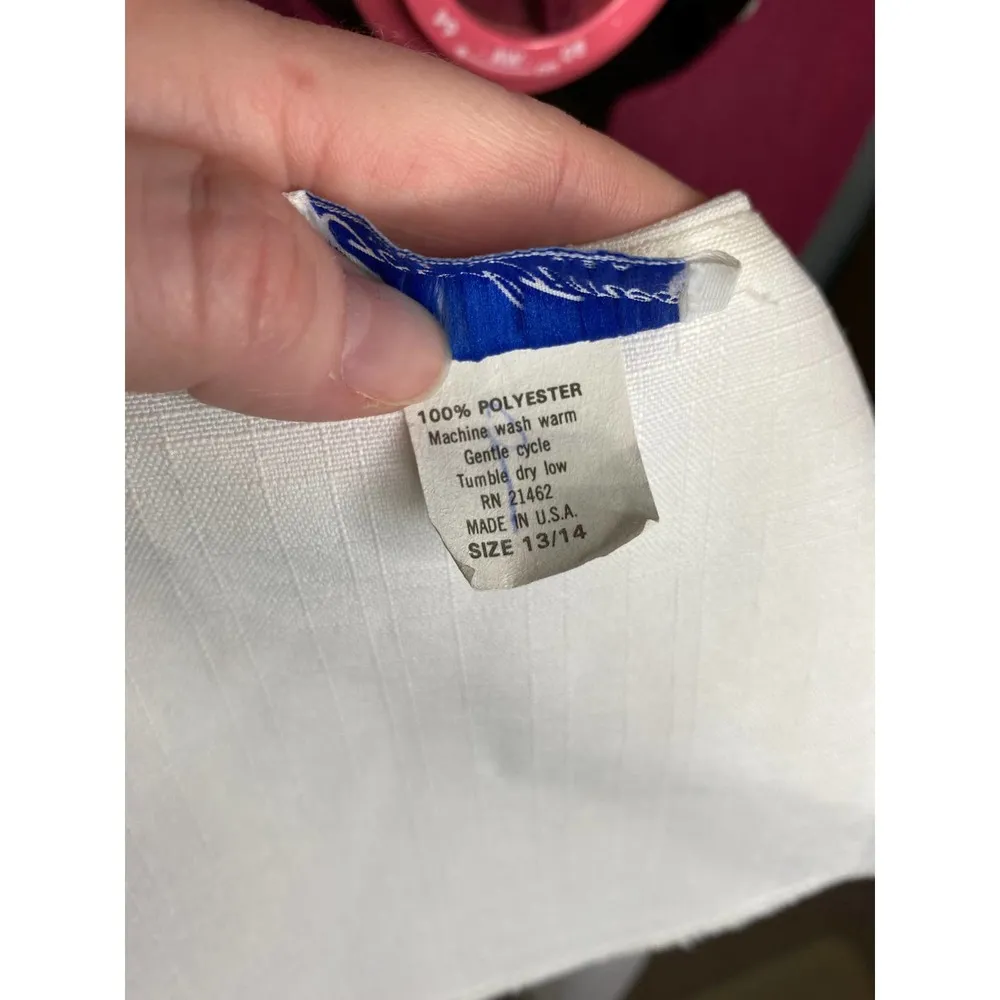 100% POLYESTER
Machine wash warm
Gentle cycle
Tumble dry low
RN 21462
MADE IN U.S.A.
SIZE 13/14